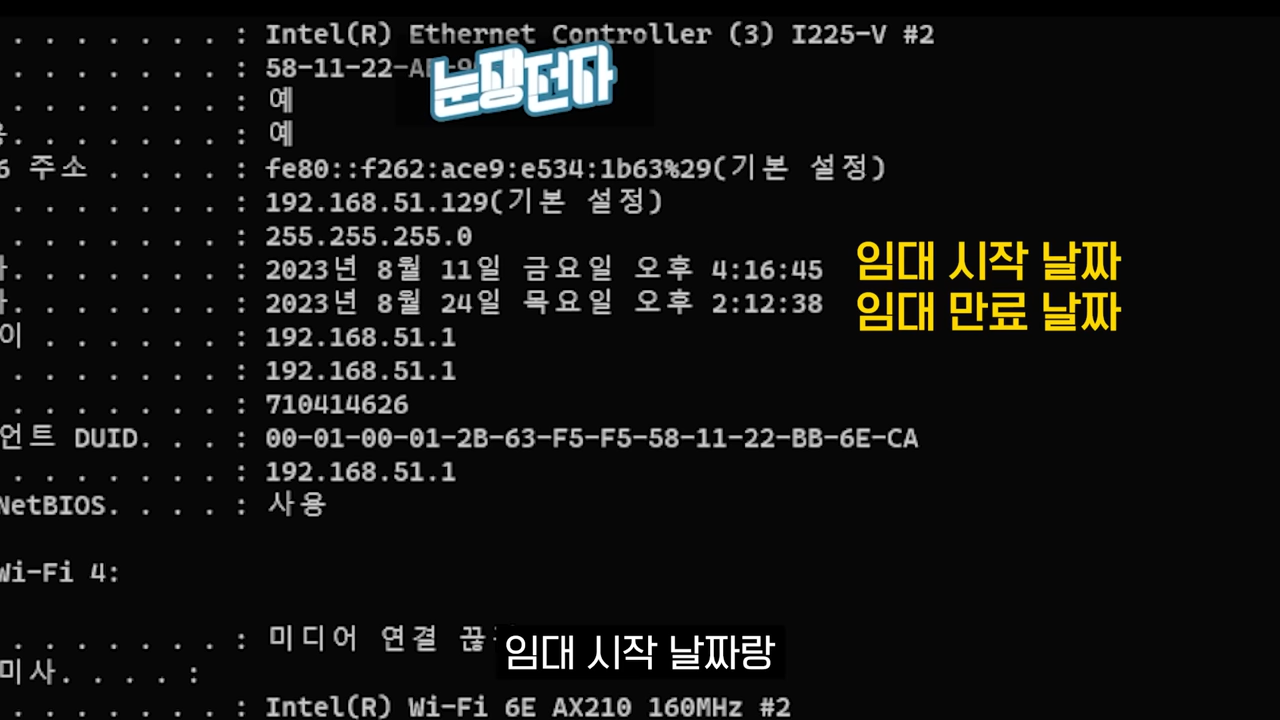 . . . . . . . : Intel(R) Ethernet Controller (3) I225-V #2
. . . . . . . : 58-11-22-
눈쟁전자
. . . . . . . : 예
. . . . . . . : 예
6 주소 . . . . : fe80::f262:ace9:e534:1b63%29(기본 설정)
. . . . . . . : 192.168.51.129(기본 설정)
. . . . . . . : 255.255.255.0
. . . . . . . : 2023년 8월 11일 금요일 오후 4:16:45
임대 시작 날짜
. . . . . . . : 2023년 8월 24일 목요일 오후 2:12:38
임대 만료 날짜
이 . . . . . . : 192.168.51.1
. . . . . . . : 192.168.51.1
. . . . . . . : 710414626
언트 DUID. . . : 00-01-00-01-2B-63-F5-F5-58-11-22-BB-6E-CA
. . . . . . . : 192.168.51.1
NetBIOS. . . . : 사용
Wi-Fi 4:
. . . . . . . : 미디어 연결
임대 시작 날짜랑
미사. . . . :
. . . . . . . : Intel(R) Wi-Fi 6E AX210 160MHz #2